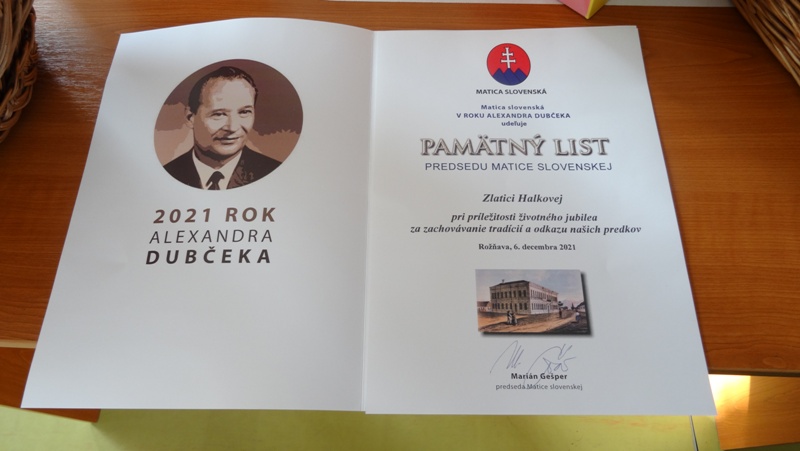 2021 ROK
ALEXANDRA
DUBČEKA
MATICA SLOVENSKÁ
Matica slovenská
V ROKU ALEXANDRA DUBČEKA
udeľuje
PAMÄTNÝ LIST
PREDSEDU MATICE SLOVENSKEJ
Zlatici Halkovej
pri príležitosti životného jubilea
za zachovávanie tradícií a odkazu našich predkov
Rožňava, 6. decembra 2021
Marián Gešper
predseda Matice slovenskej